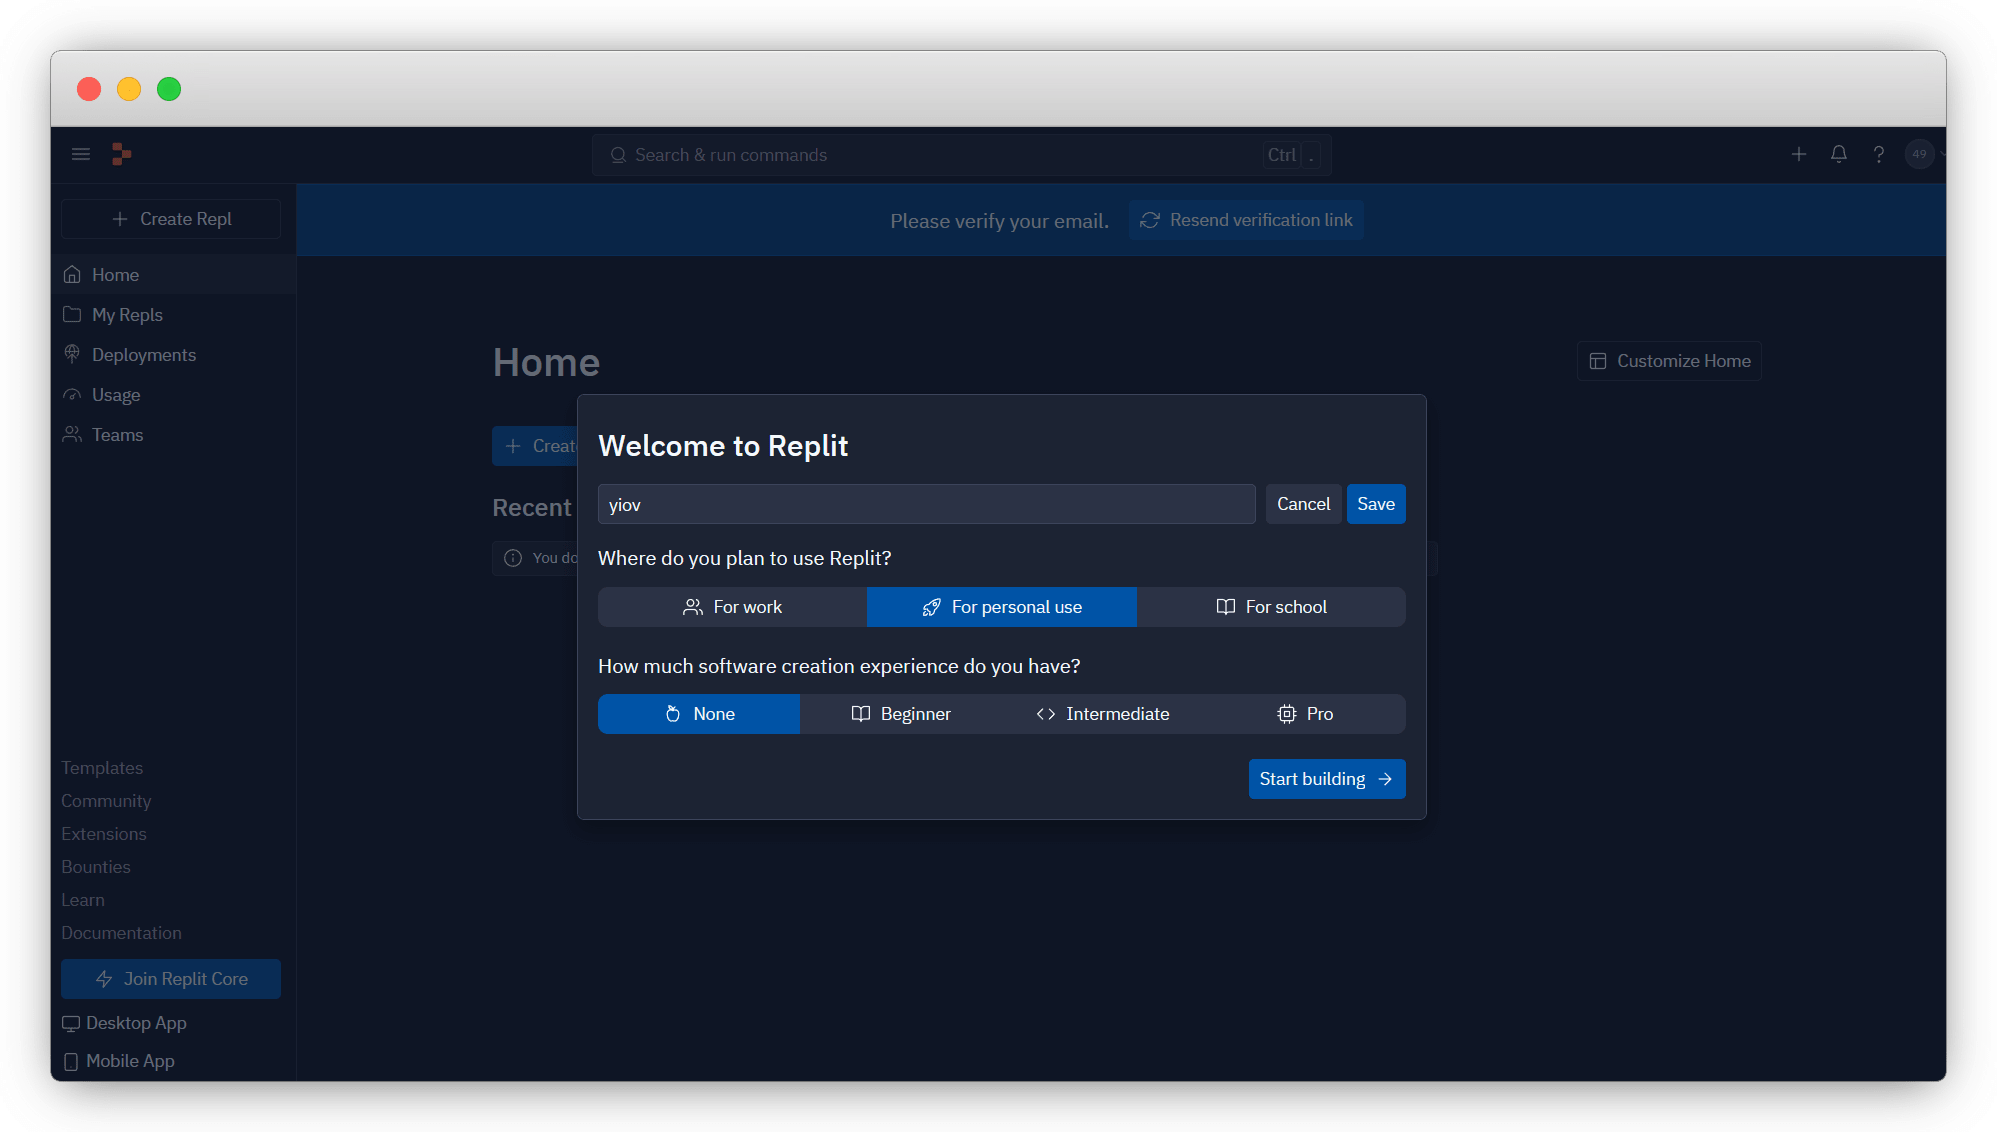 Search & run commands
Ctrl .
49
Create Repl
Please verify your email.
Resend verification link
Home
My Repls
Deployments
Usage
Teams
Home
Customize Home
Recent
You do
Welcome to Replit
yiov
Cancel
Save
Where do you plan to use Replit?
For work
For personal use
For school
How much software creation experience do you have?
None
Beginner
Intermediate
Pro
Start building
Templates
Community
Extensions
Bounties
Learn
Documentation
Join Replit Core
Desktop App
Mobile App